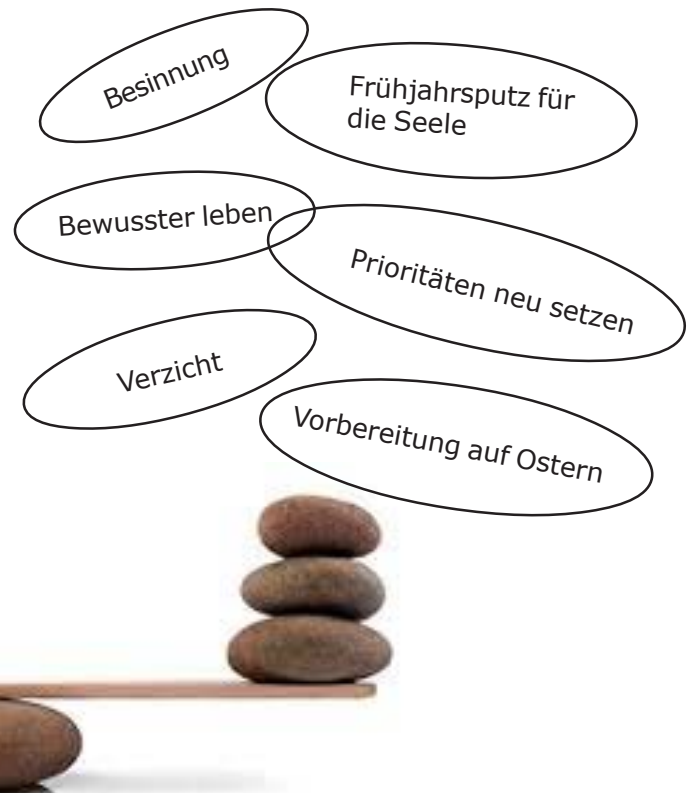 Besinnung
Frühjahrsputz für
die Seele
Bewusster leben
Prioritäten neu setzen
Verzicht
Vorbereitung auf Ostern